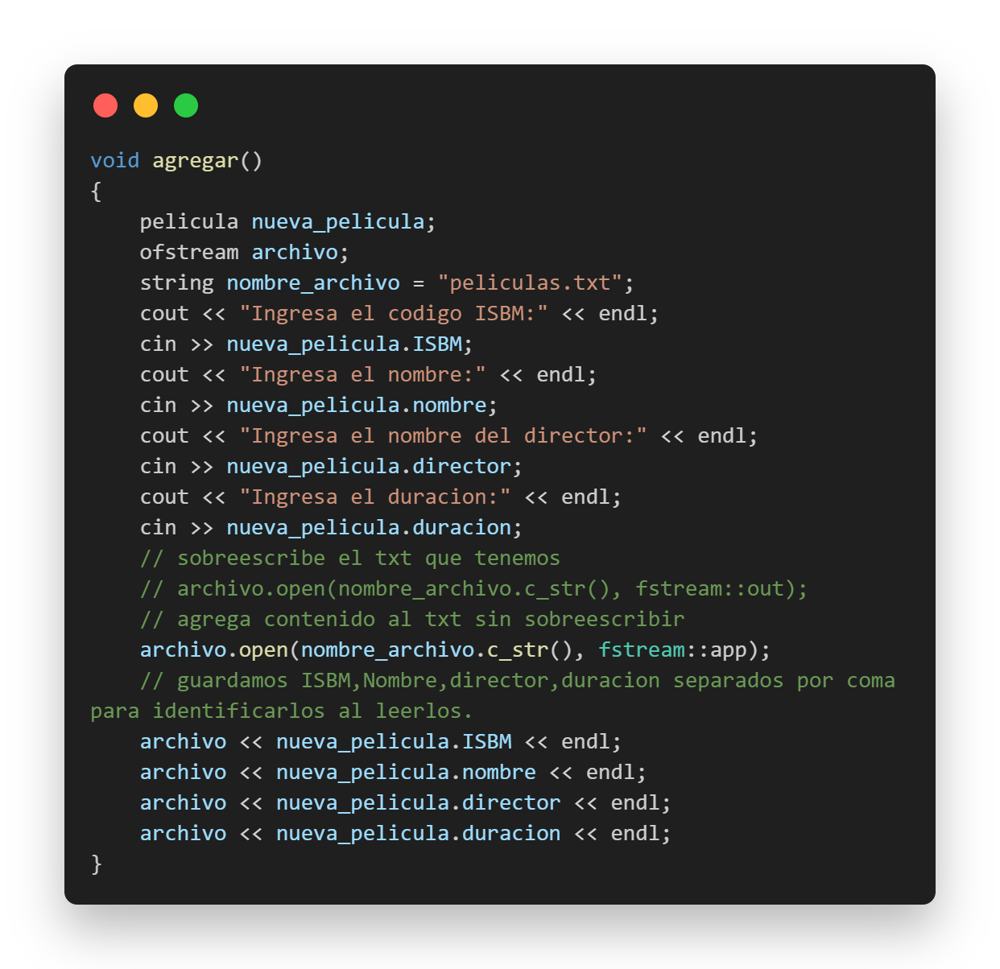 void agregar()
{
    pelicula nueva_pelicula;
    ofstream archivo;
    string nombre_archivo = "peliculas.txt";
    cout << "Ingresa el codigo ISBM:" << endl;
    cin >> nueva_pelicula.ISBM;
    cout << "Ingresa el nombre:" << endl;
    cin >> nueva_pelicula.nombre;
    cout << "Ingresa el nombre del director:" << endl;
    cin >> nueva_pelicula.director;
    cout << "Ingresa el duracion:" << endl;
    cin >> nueva_pelicula.duracion;
    // sobreescribe el txt que tenemos
    // archivo.open(nombre_archivo.c_str(), fstream::out);
    // agrega contenido al txt sin sobreescribir
    archivo.open(nombre_archivo.c_str(), fstream::app);
    // guardamos ISBM,Nombre,director,duracion separados por coma
para identificarlos al leerlos.
    archivo << nueva_pelicula.ISBM << endl;
    archivo << nueva_pelicula.nombre << endl;
    archivo << nueva_pelicula.director << endl;
    archivo << nueva_pelicula.duracion << endl;
}